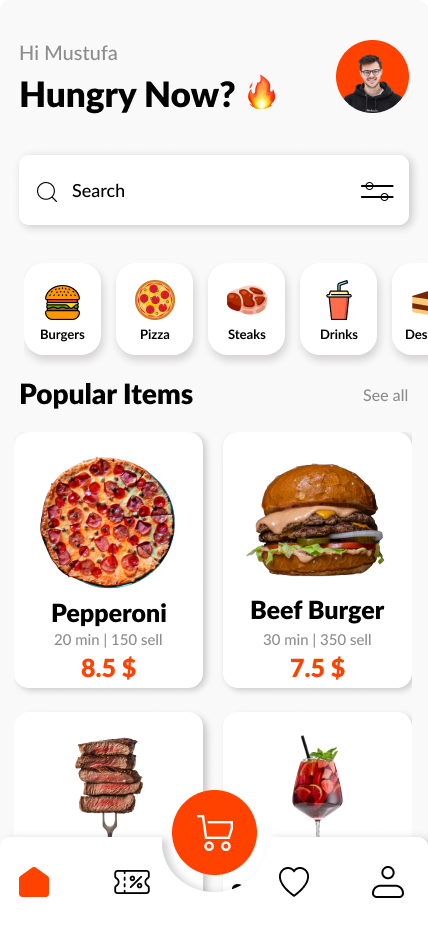 Hi Mustufa
Hungry Now? 🔥
Search
Burgers
Pizza
Steaks
Drinks
Des
Popular Items
See all
Pepperoni
20 min | 150 sell
8.5 $
Beef Burger
30 min | 350 sell
7.5 $
%